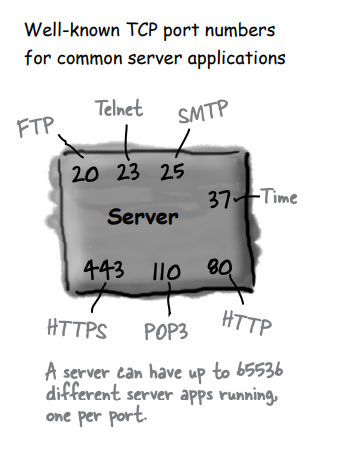 Well-known TCP port numbers
for common server applications
Telnet
FTP
SMTP
20 23 25
37
Time
Server
443 110 80
HTTPS
POP3
HTTP
A server can have up to 65536
different server apps running,
one per port.